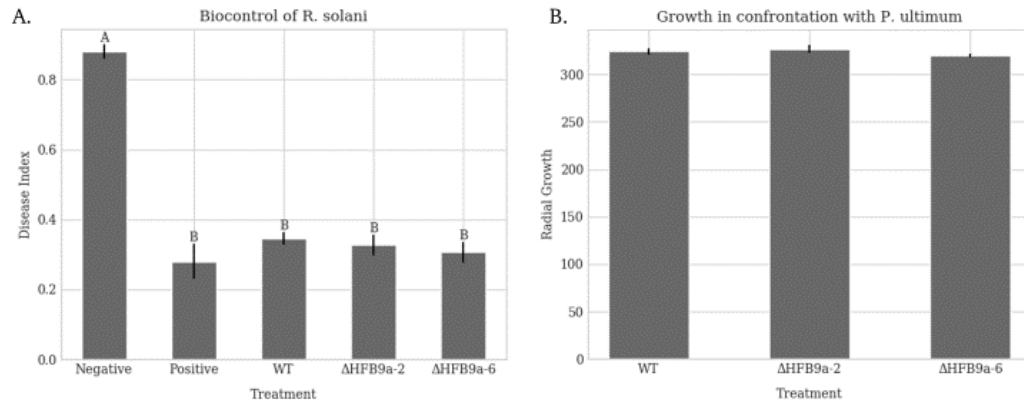 A.
Biocontrol of R. solani
A
B
B
B
B
0.8
0.6
0.4
0.2
0.0
Disease Index
Negative Positive WT ΔHFB9a-2 ΔHFB9a-6
Treatment
B.
Growth in confrontation with P. ultimum
300
250
200
150
100
50
0
Radial Growth
WT ΔHFB9a-2 ΔHFB9a-6
Treatment